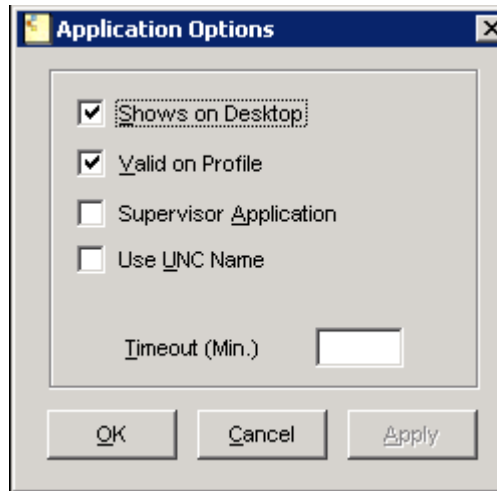 Application Options
Shows on Desktop
Valid on Profile
Supervisor Application
Use UNC Name
Timeout (Min.)
OK Cancel Apply